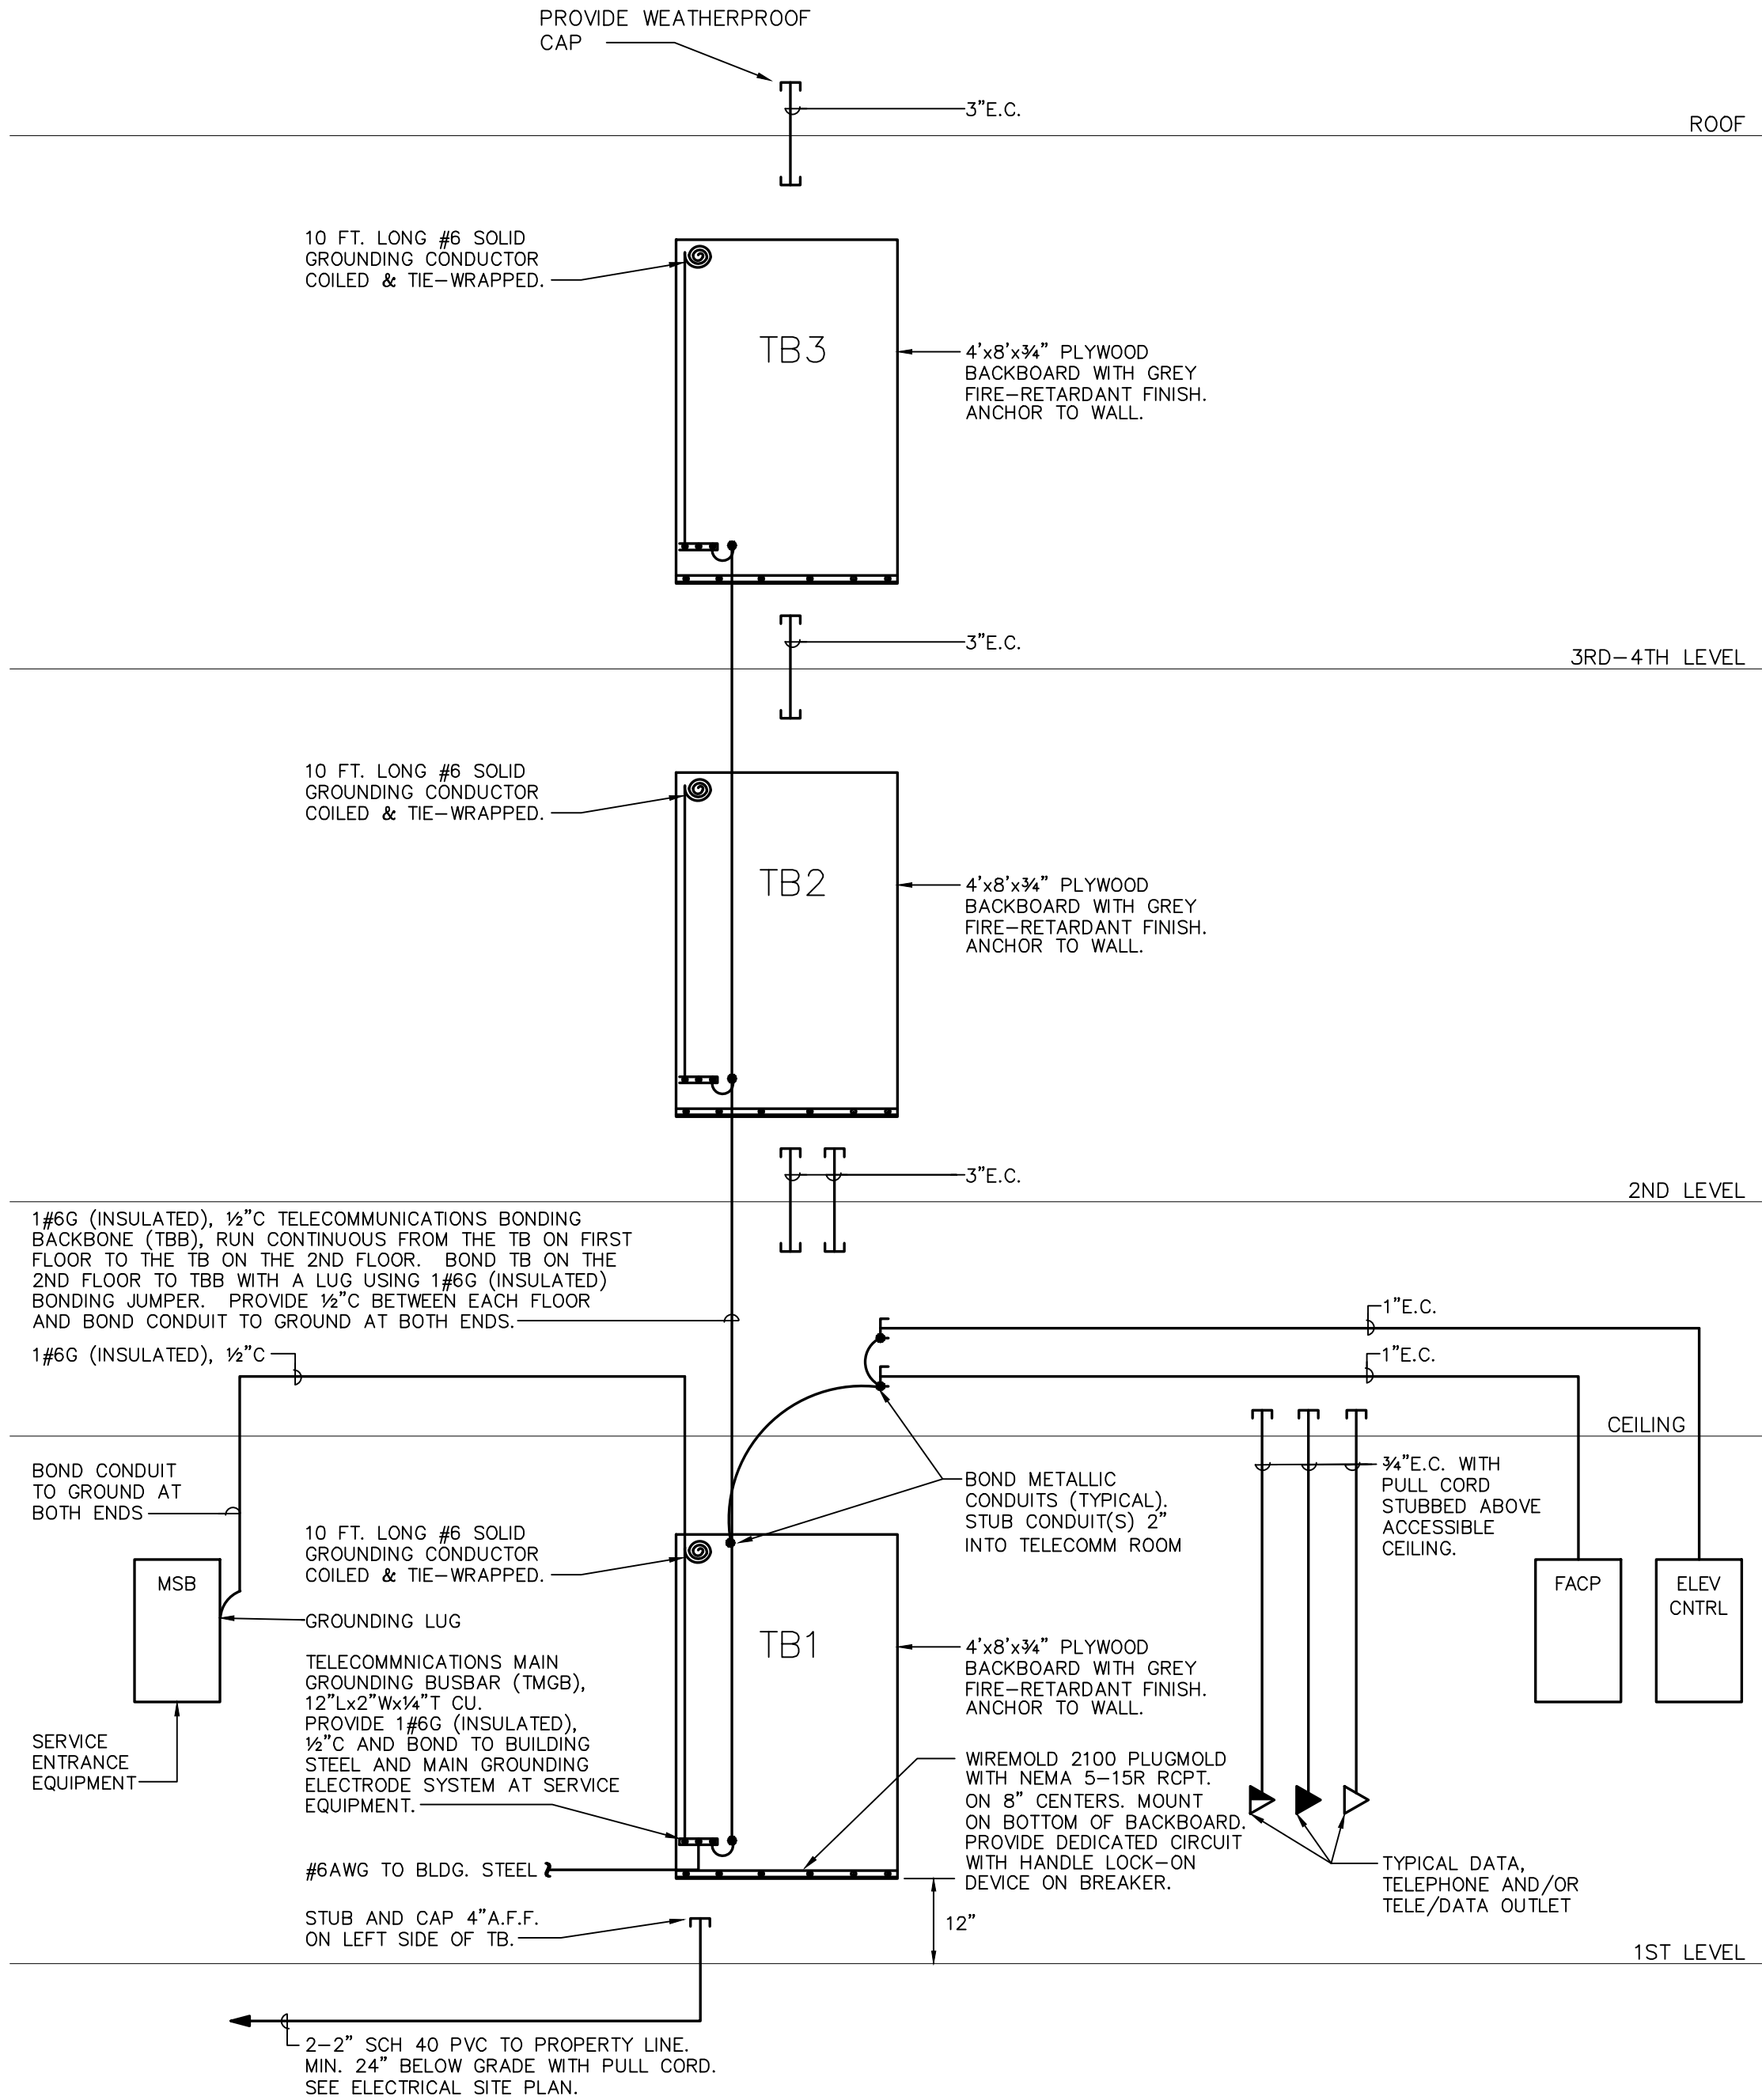 PROVIDE WEATHERPROOF
CAP
3"E.C.
ROOF
10 FT. LONG #6 SOLID
GROUNDING CONDUCTOR
COILED & TIE-WRAPPED.
TB3
4'x8'x¾" PLYWOOD
BACKBOARD WITH GREY
FIRE-RETARDANT FINISH.
ANCHOR TO WALL.
3"E.C.
3RD-4TH LEVEL
10 FT. LONG #6 SOLID
GROUNDING CONDUCTOR
COILED & TIE-WRAPPED.
TB2
4'x8'x¾" PLYWOOD
BACKBOARD WITH GREY
FIRE-RETARDANT FINISH.
ANCHOR TO WALL.
3"E.C.
2ND LEVEL
1#6G (INSULATED), ½"C TELECOMMUNICATIONS BONDING
BACKBONE (TBB), RUN CONTINUOUS FROM THE TB ON FIRST
FLOOR TO THE TB ON THE 2ND FLOOR. BOND TB ON THE
2ND FLOOR TO TBB WITH A LUG USING 1#6G (INSULATED)
BONDING JUMPER. PROVIDE ½"C BETWEEN EACH FLOOR
AND BOND CONDUIT TO GROUND AT BOTH ENDS.
1"E.C.
1#6G (INSULATED), ½"C
1"E.C.
CEILING
BOND CONDUIT
TO GROUND AT
BOTH ENDS
BOND METALLIC
CONDUITS (TYPICAL).
STUB CONDUIT(S) 2"
INTO TELECOMM ROOM
¾"E.C. WITH
PULL CORD
STUBBED ABOVE
ACCESSIBLE
CEILING.
10 FT. LONG #6 SOLID
GROUNDING CONDUCTOR
COILED & TIE-WRAPPED.
MSB
FACP
ELEV
CNTRL
GROUNDING LUG
TB1
4'x8'x¾" PLYWOOD
BACKBOARD WITH GREY
FIRE-RETARDANT FINISH.
ANCHOR TO WALL.
TELECOMMNICATIONS MAIN
GROUNDING BUSBAR (TMGB),
12"Lx2"Wx¼"T CU.
PROVIDE 1#6G (INSULATED),
½"C AND BOND TO BUILDING
STEEL AND MAIN GROUNDING
ELECTRODE SYSTEM AT SERVICE
EQUIPMENT.
SERVICE
ENTRANCE
EQUIPMENT
WIREMOLD 2100 PLUGMOLD
WITH NEMA 5-15R RCPT.
ON 8" CENTERS. MOUNT
ON BOTTOM OF BACKBOARD.
PROVIDE DEDICATED CIRCUIT
WITH HANDLE LOCK-ON
DEVICE ON BREAKER.
#6AWG TO BLDG. STEEL
TYPICAL DATA,
TELEPHONE AND/OR
TELE/DATA OUTLET
STUB AND CAP 4"A.F.F.
ON LEFT SIDE OF TB.
12"
1ST LEVEL
2-2" SCH 40 PVC TO PROPERTY LINE.
MIN. 24" BELOW GRADE WITH PULL CORD.
SEE ELECTRICAL SITE PLAN.